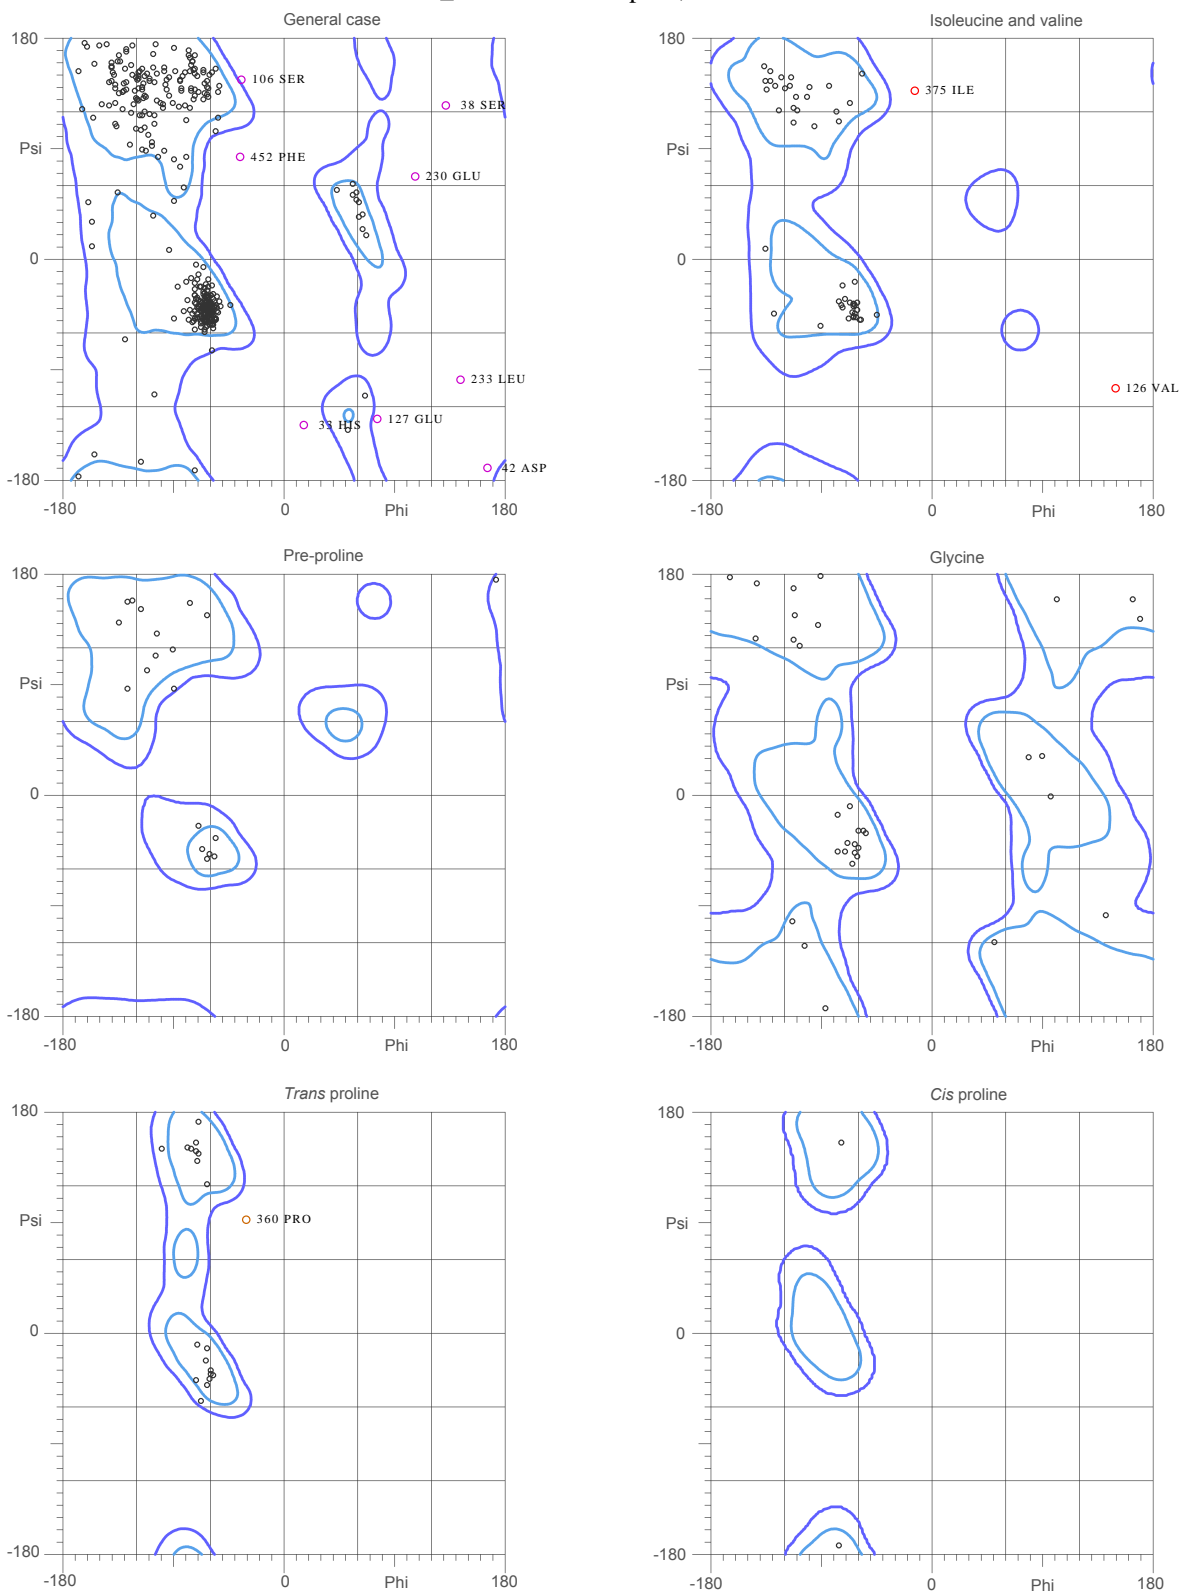 General case
180
Psi
0
-180
-180
0
Phi
180
106 SER
38 SER
452 PHE
230 GLU
233 LEU
33 HIS
127 GLU
42 ASP
Isoleucine and valine
180
Psi
0
-180
-180
0
Phi
180
375 ILE
126 VAL
Pre-proline
180
Psi
0
-180
-180
0
Phi
180
Glycine
180
Psi
0
-180
-180
0
Phi
180
Trans proline
180
Psi
0
-180
-180
0
Phi
180
360 PRO
Cis proline
180
Psi
0
-180
-180
0
Phi
180